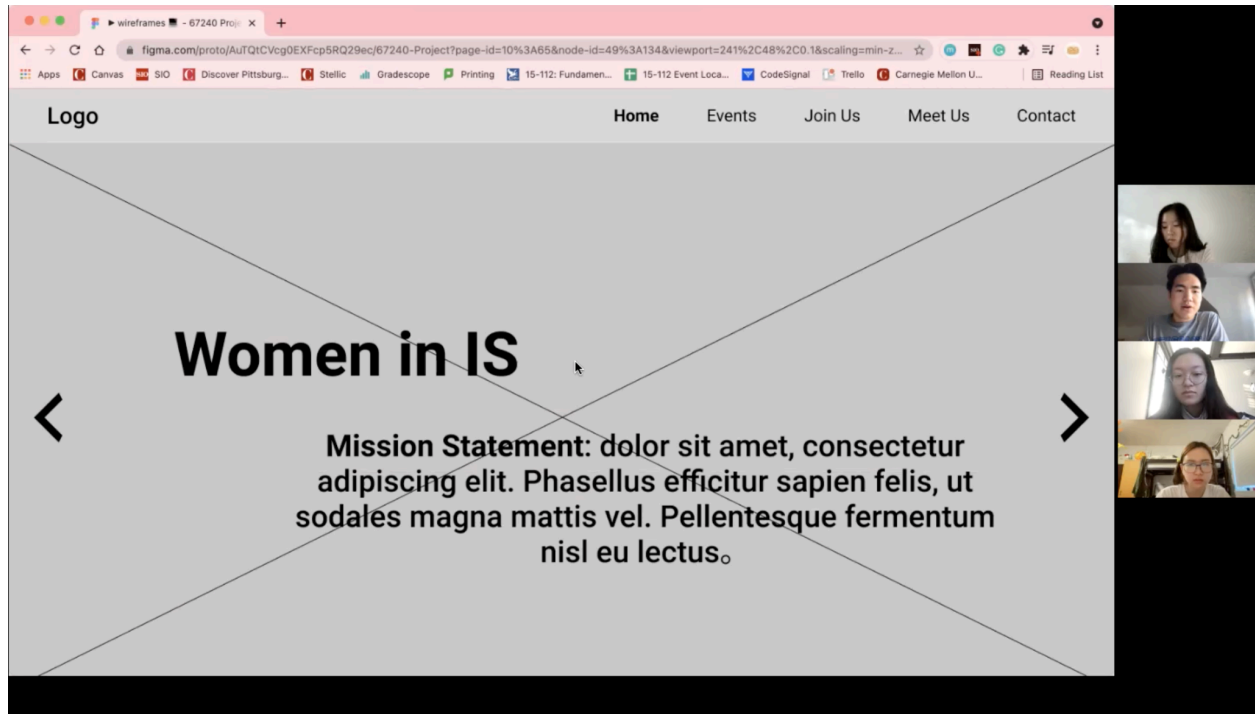 wireframes 💻 - 67240 Proj
figma.com/proto/AuTQtCVcg0EXFcp5RQ29ec/67240-Project?page-id=10%3A65&node-id=49%3A134&viewport=241%2C48%2C0.1&scaling=min-z...
Apps Canvas SIO Discover Pittsburg... Stellic Gradescope Printing 15-112: Fundamen... 15-112 Event Loca... CodeSignal Trello Carnegie Mellon U... Reading List
Logo Home Events Join Us Meet Us Contact
Women in IS
Mission Statement: dolor sit amet, consectetur
adipiscing elit. Phasellus efficitur sapien felis, ut
sodales magna mattis vel. Pellentesque fermentum
nisl eu lectus。